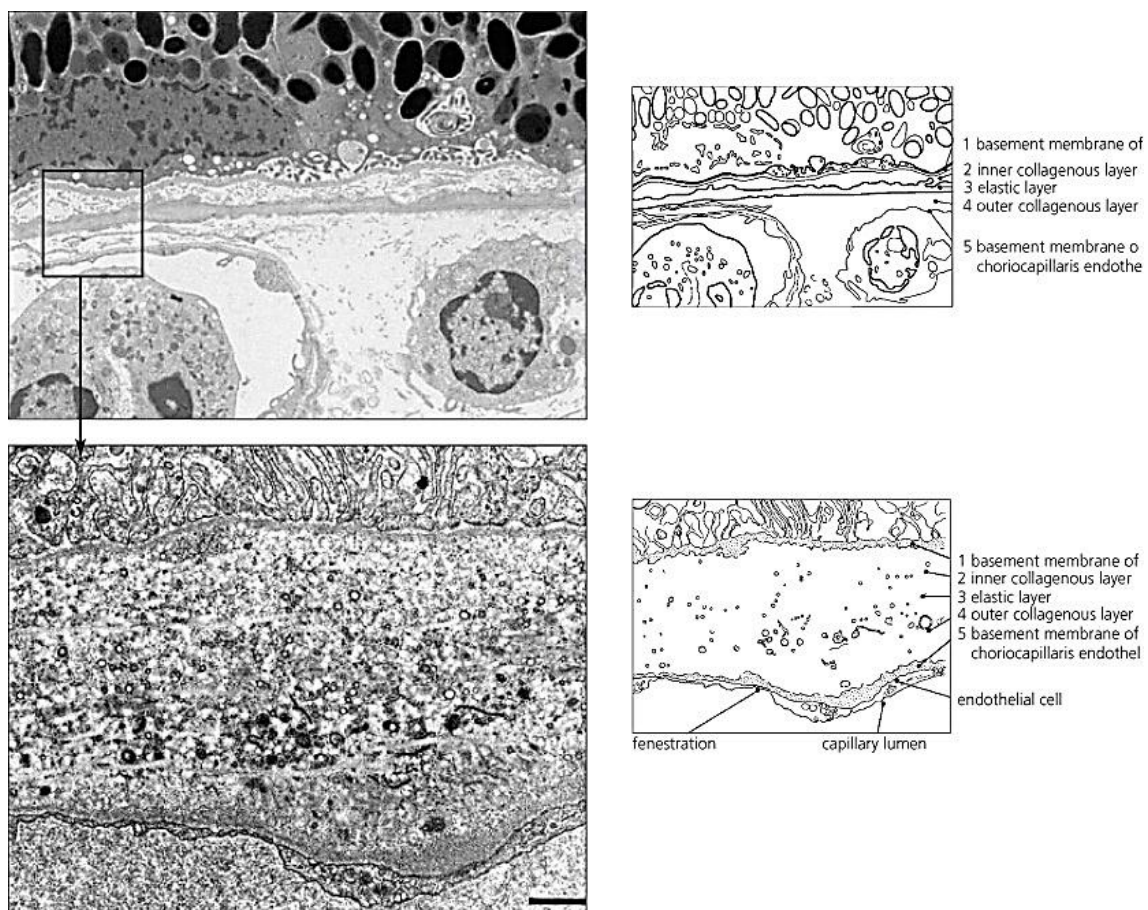 1 basement membrane of
2 inner collagenous layer
3 elastic layer
4 outer collagenous layer
5 basement membrane o
choriocapillaris endothe
1 basement membrane of
2 inner collagenous layer
3 elastic layer
4 outer collagenous layer
5 basement membrane of
choriocapillaris endothel
endothelial cell
fenestration
capillary lumen